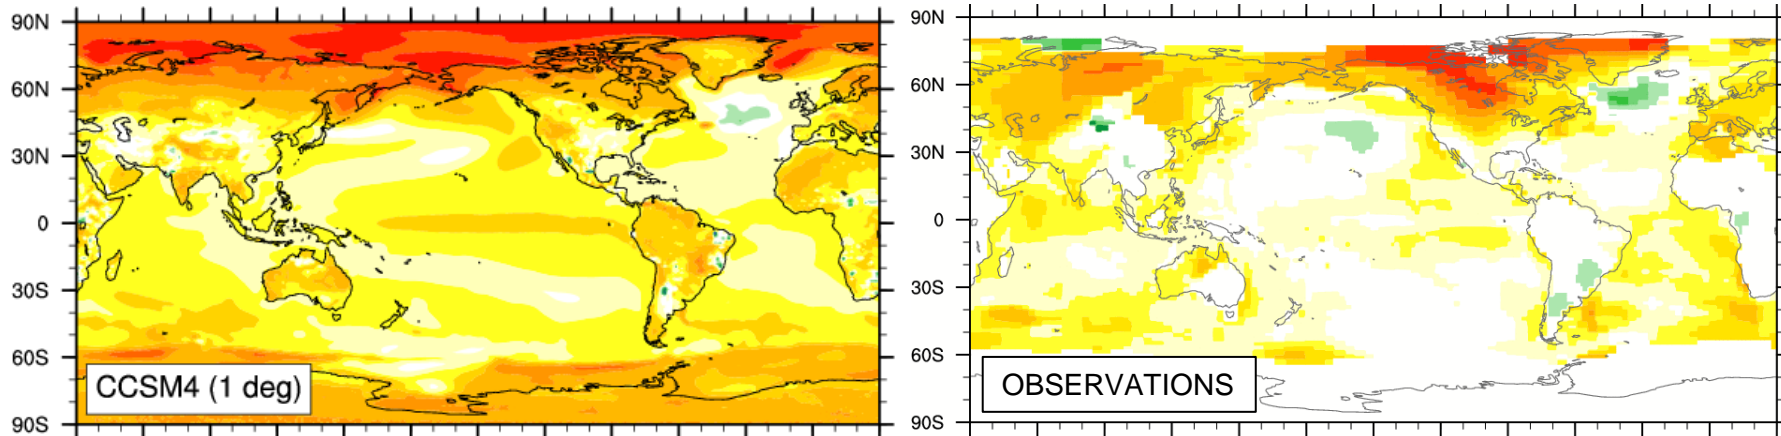 90N
60N
30N
0
30S
60S
90S
CCSM4 (1 deg)
90N
60N
30N
0
30S
60S
90S
OBSERVATIONS